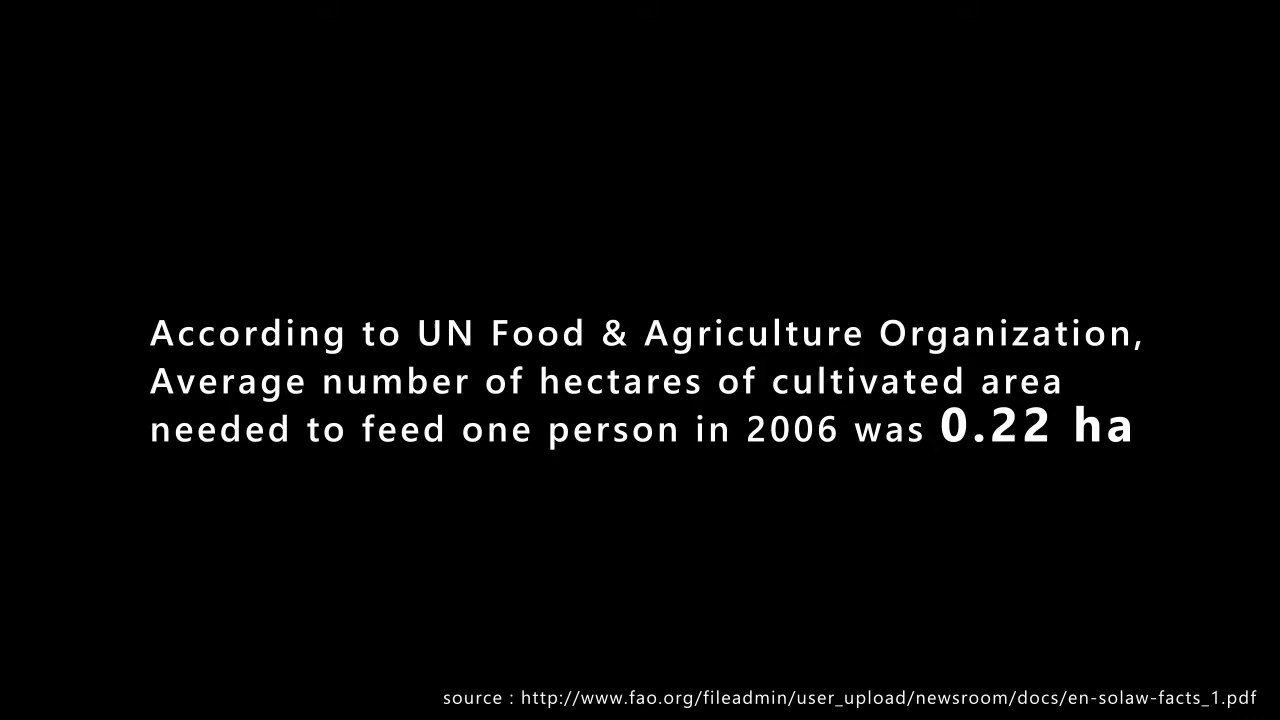 According to UN Food & Agriculture Organization,
Average number of hectares of cultivated area
needed to feed one person in 2006 was 0.22 ha
source : http://www.fao.org/fileadmin/user_upload/newsroom/docs/en-solaw-facts_1.pdf